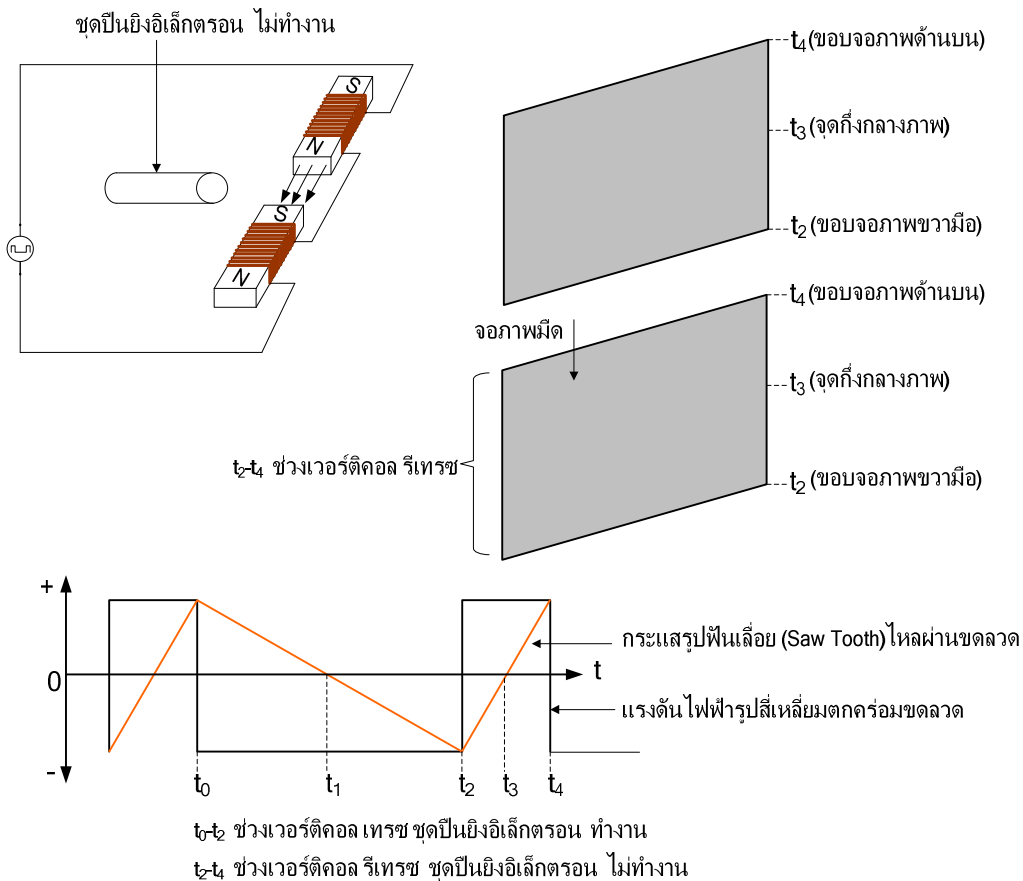 ชุดปืนยิงอิเล็กตรอน ไม่ทำงาน
S
N
S
N
t4 (ขอบจอภาพด้านบน)
t3 (จุดกึ่งกลางภาพ)
t2 (ขอบจอภาพขวามือ)
t4 (ขอบจอภาพด้านบน)
จอภาพมืด
t3 (จุดกึ่งกลางภาพ)
t2-t4 ช่วงเวอร์ติคอล รีเทรซ
t2 (ขอบจอภาพขวามือ)
+
กระแสรูปฟันเลื่อย (Saw Tooth) ไหลผ่านขดลวด
0
t
แรงดันไฟฟ้ารูปสี่เหลี่ยมตกคร่อมขดลวด
-
t0 t1 t2 t3 t4
t0-t2 ช่วงเวอร์ติคอล เทรซ ชุดปืนยิงอิเล็กตรอน ทำงาน
t2-t4 ช่วงเวอร์ติคอล รีเทรซ ชุดปืนยิงอิเล็กตรอน ไม่ทำงาน